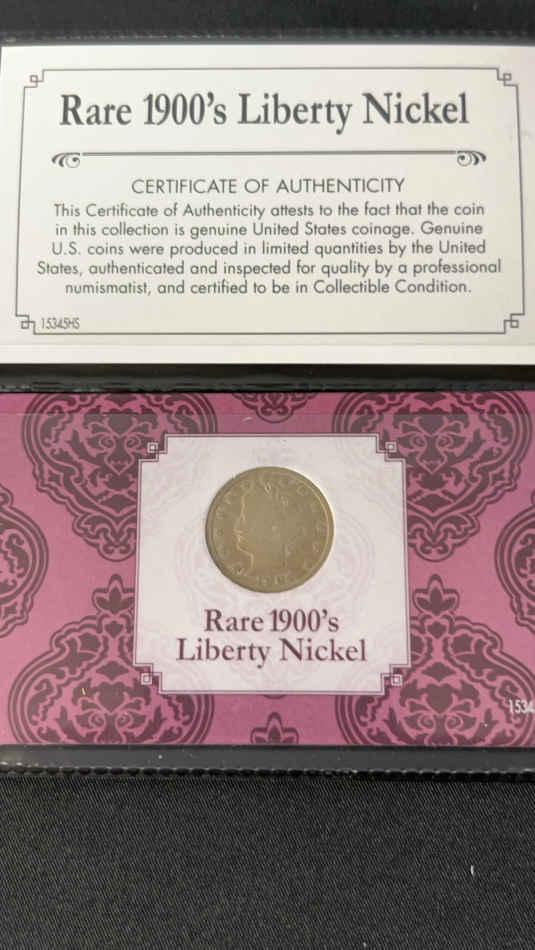 Rare 1900's Liberty Nickel
CERTIFICATE OF AUTHENTICITY
This Certificate of Authenticity attests to the fact that the coin
in this collection is genuine United States coinage. Genuine
U.S. coins were produced in limited quantities by the United
States, authenticated and inspected for quality by a professional
numismatist, and certified to be in Collectible Condition.
15345HS
Rare 1900's
Liberty Nickel
1534